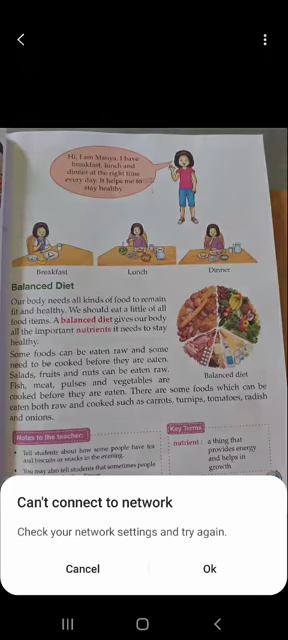 Hi, I am Manya. I have
breakfast, lunch and
dinner at the right time
every day. It helps me to
stay healthy.
Breakfast
Lunch
Dinner
Balanced Diet
Our body needs all kinds of food to remain
fit and healthy. We should eat a little of all
food items. A balanced diet gives our body
all the important nutrients it needs to stay
healthy.
Some foods can be eaten raw and some
need to be cooked before they are eaten.
Salads, fruits and nuts can be eaten raw.
Fish, meat, pulses and vegetables are
cooked before they are eaten. There are some foods which can be
eaten both raw and cooked such as carrots, turnips, tomatoes, radish
and onions.
Balanced diet
Notes to the teacher:
Tell students about how some people have tea
and biscuits or snacks in the evening.
You may also tell students that sometimes people
Key Terms
nutrient : a thing that
provides energy
and helps in
growth
Can't connect to network
Check your network settings and try again.
Cancel
Ok